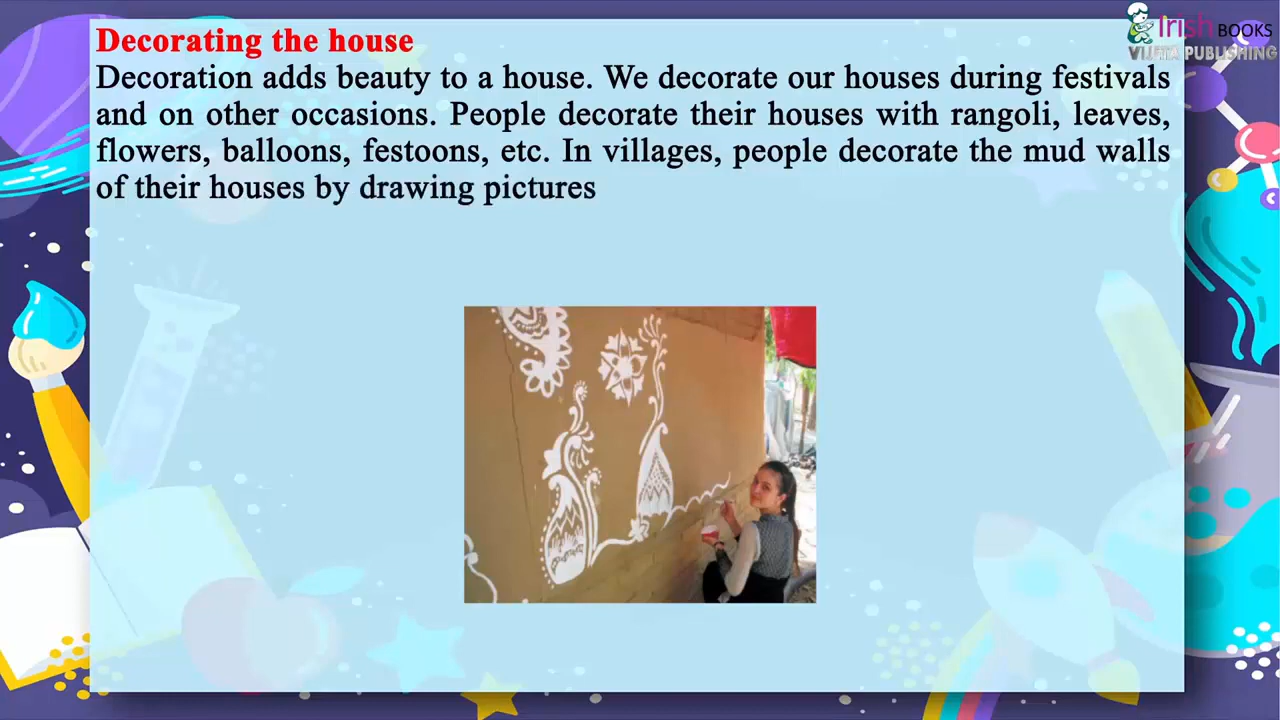 Decorating the house
Decoration adds beauty to a house. We decorate our houses during festivals
and on other occasions. People decorate their houses with rangoli, leaves,
flowers, balloons, festoons, etc. In villages, people decorate the mud walls
of their houses by drawing pictures
Irish BOOKS
VIJETA PUBLISHING